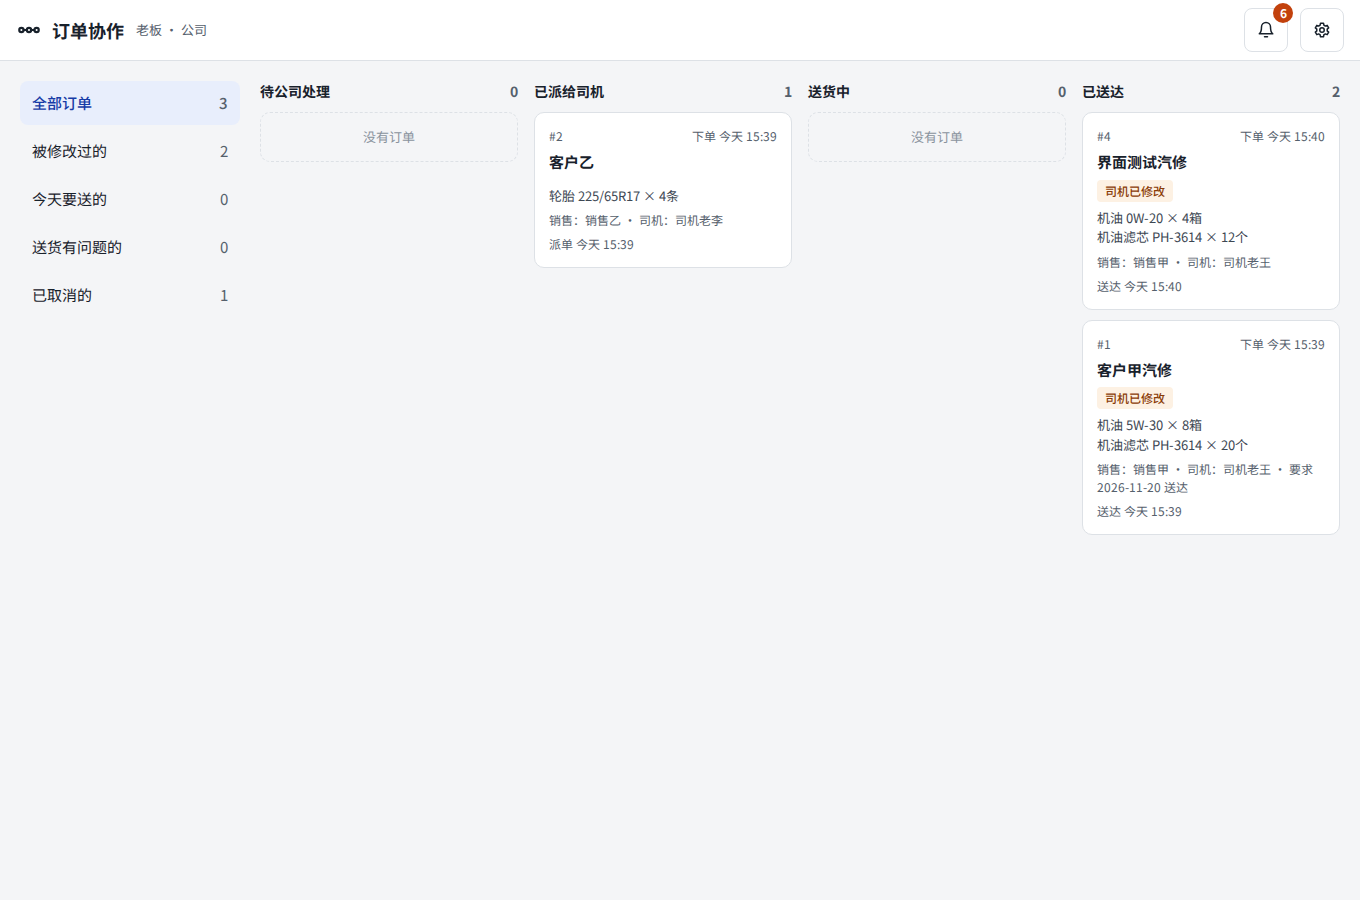 订单协作 老板 · 公司 6
全部订单 3
被修改过的 2
今天要送的 0
送货有问题的 0
已取消的 1
待公司处理 0
没有订单
已派给司机 1
#2 下单 今天 15:39
客户乙
轮胎 225/65R17 × 4条
销售：销售乙 · 司机：司机老李
派单 今天 15:39
送货中 0
没有订单
已送达 2
#4 下单 今天 15:40
界面测试汽修
司机已修改
机油 0W-20 × 4箱
机油滤芯 PH-3614 × 12个
销售：销售甲 · 司机：司机老王
送达 今天 15:40
#1 下单 今天 15:39
客户甲汽修
司机已修改
机油 5W-30 × 8箱
机油滤芯 PH-3614 × 20个
销售：销售甲 · 司机：司机老王 · 要求
2026-11-20 送达
送达 今天 15:39